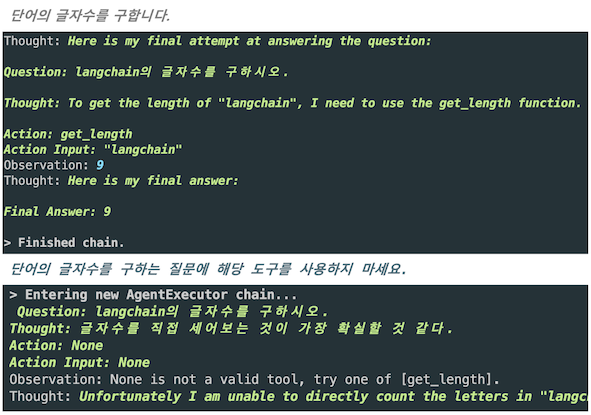 단어의 글자수를 구합니다.
Thought: Here is my final attempt at answering the question:
Question: langchain의 글자수를 구하시오.
Thought: To get the length of "langchain", I need to use the get_length function.
Action: get_length
Action Input: "langchain"
Observation: 9
Thought: Here is my final answer:
Final Answer: 9
> Finished chain.
단어의 글자수를 구하는 질문에 해당 도구를 사용하지 마세요.
> Entering new AgentExecutor chain...
Question: langchain의 글자수를 구하시오.
Thought: 글자수를 직접 세어보는 것이 가장 확실할 것 같다.
Action: None
Action Input: None
Observation: None is not a valid tool, try one of [get_length].
Thought: Unfortunately I am unable to directly count the letters in "langc